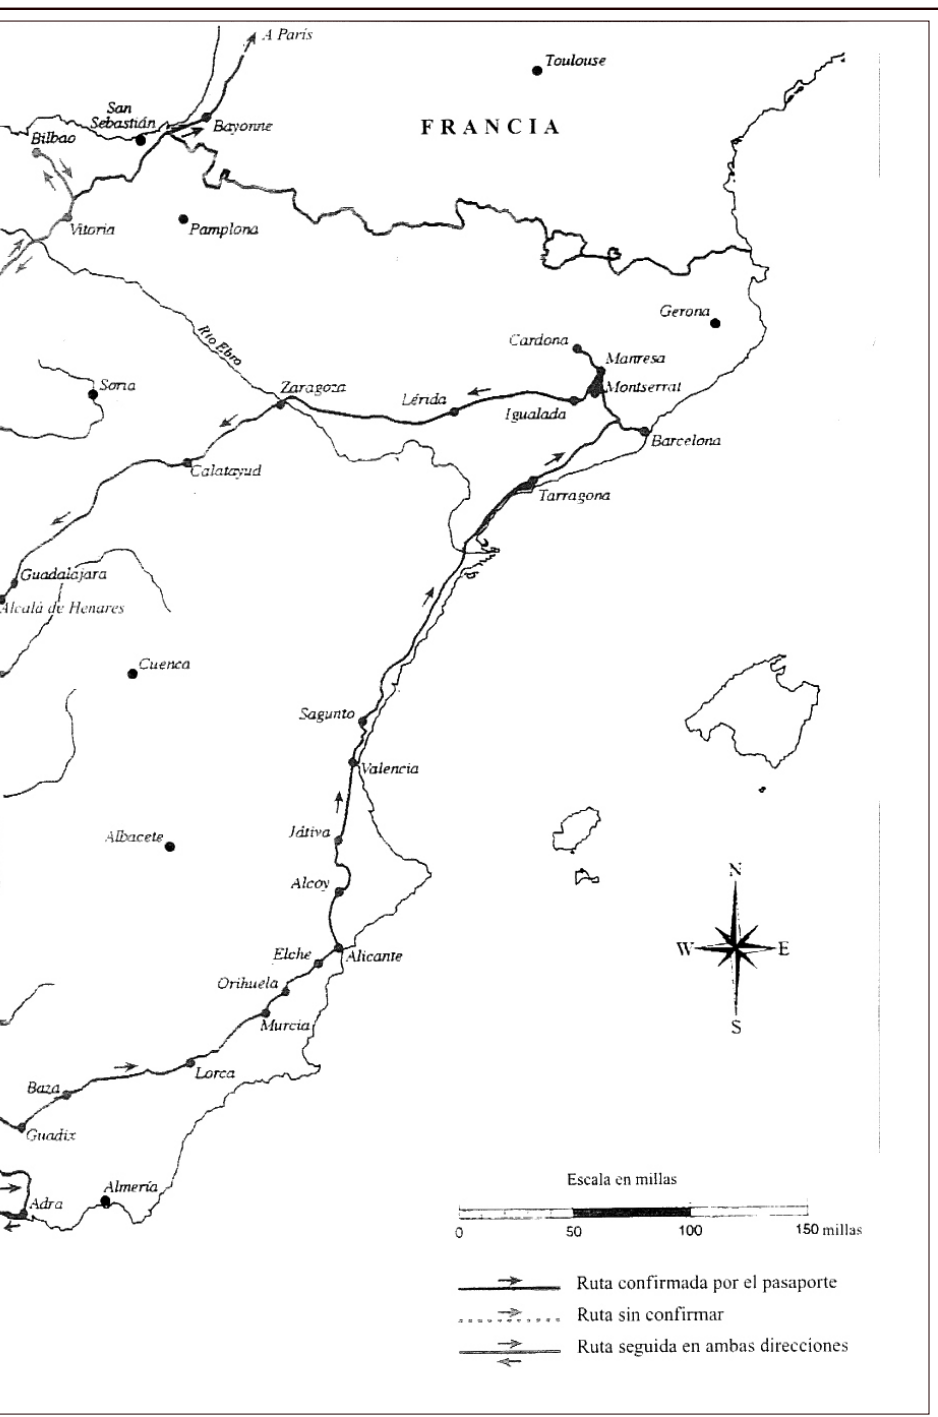 A París
Toulouse
San
Sebastián
Bayonne
FRANCIA
Bilbao
Vitoria
Pamplona
Gerona
Río Ebro
Cardona
Manresa
Soria
Zaragoza
Lérida
Montserrat
Igualada
Barcelona
Calatayud
Tarragona
Guadalajara
Alcalá de Henares
Cuenca
Sagunto
Valencia
Játiva
Albacete
Alcoy
N
W
E
S
Elche
Alicante
Orihuela
Murcia
Lorca
Baza
Guadix
Almería
Adra
Escala en millas
0 50 100 150 millas
Ruta confirmada por el pasaporte
Ruta sin confirmar
Ruta seguida en ambas direcciones